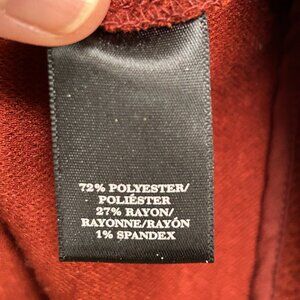 72% POLYESTER/
POLIÉSTER
27% RAYON/
RAYONNE/RAYÓN
1% SPANDEX